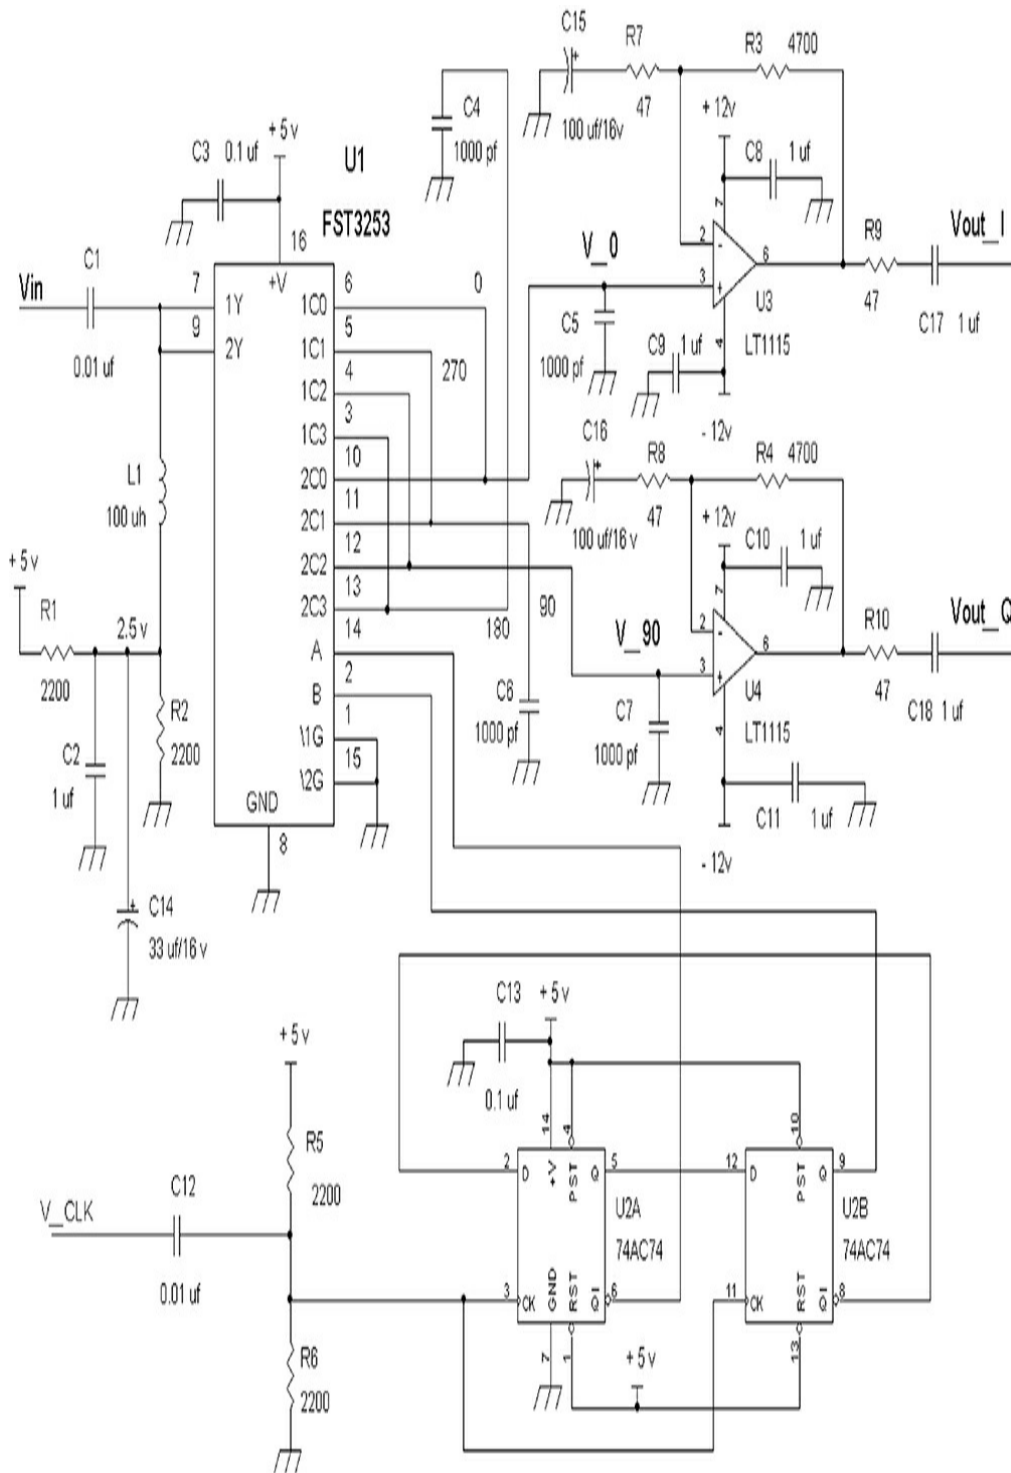 C15
R7
R3 4700
47
100 uf/16v
+ 12v
C8 1 uf
C4
1000 pf
+ 5 v
C3 0.1 uf
U1
FST3253
16
+V
7
2
-
3
+
6
U3
LT1115
4
R9
47
Vout_I
C17 1 uf
V_0
C5
1000 pf
C9 1 uf
- 12v
Vin
C1
0.01 uf
7
1Y
9
2Y
6
1C0
0
5
1C1
270
4
1C2
3
1C3
10
2C0
11
2C1
12
2C2
13
2C3
180
90
14
A
2
B
1
\1G
15
\2G
GND
8
L1
100 uh
+ 5 v
R1
2200
2.5 v
R2
2200
C2
1 uf
C14
+
33 uf/16 v
C16
R8
R4 4700
47
100 uf/16 v
+ 12v
C10 1 uf
7
2
-
3
+
6
U4
LT1115
4
R10
47
Vout_Q
C18 1 uf
V_90
C6
1000 pf
C7
1000 pf
C11 1 uf
- 12v
+ 5 v
R5
2200
V_CLK
C12
0.01 uf
R6
2200
C13
+ 5 v
0.1 uf
14
4
10
2
D
+V
PST
Q
5
U2A
74AC74
3
CK
GND
RST
QI
6
7
1
+ 5 v
12
D
PST
Q
9
U2B
74AC74
11
CK
RST
QI
8
13